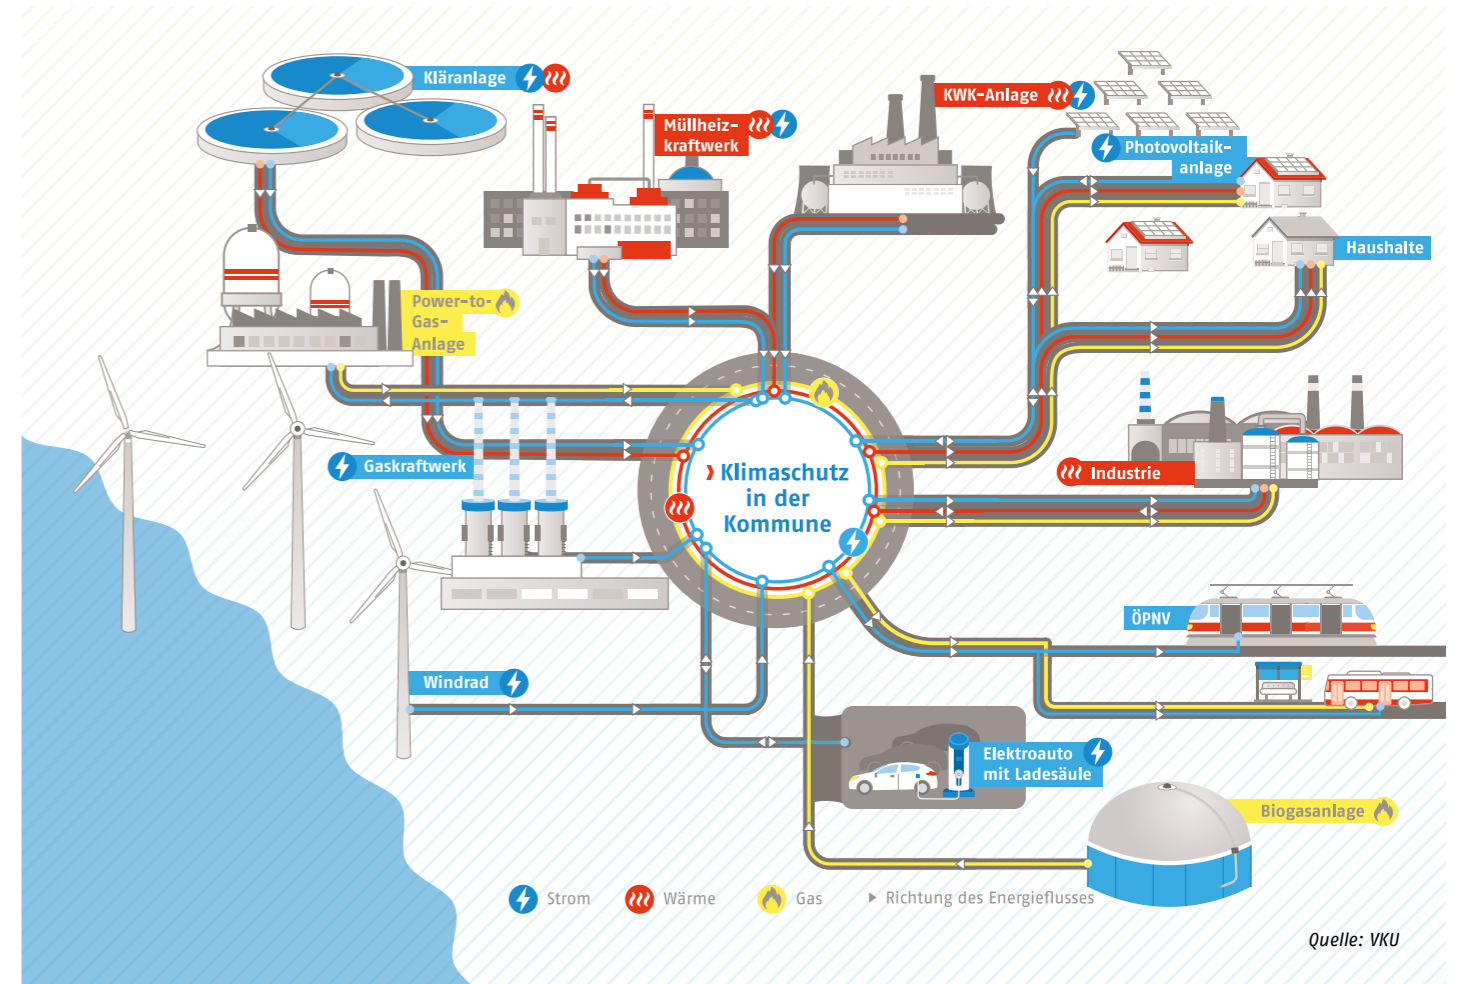 Kläranlage
Müllheiz-
kraftwerk
KWK-Anlage
Photovoltaik-
anlage
Haushalte
Power-to-
Gas-
Anlage
Gaskraftwerk
› Klimaschutz
in der
Kommune
Industrie
ÖPNV
Windrad
Elektroauto
mit Ladesäule
Biogasanlage
Strom
Wärme
Gas
Richtung des Energieflusses
Quelle: VKU